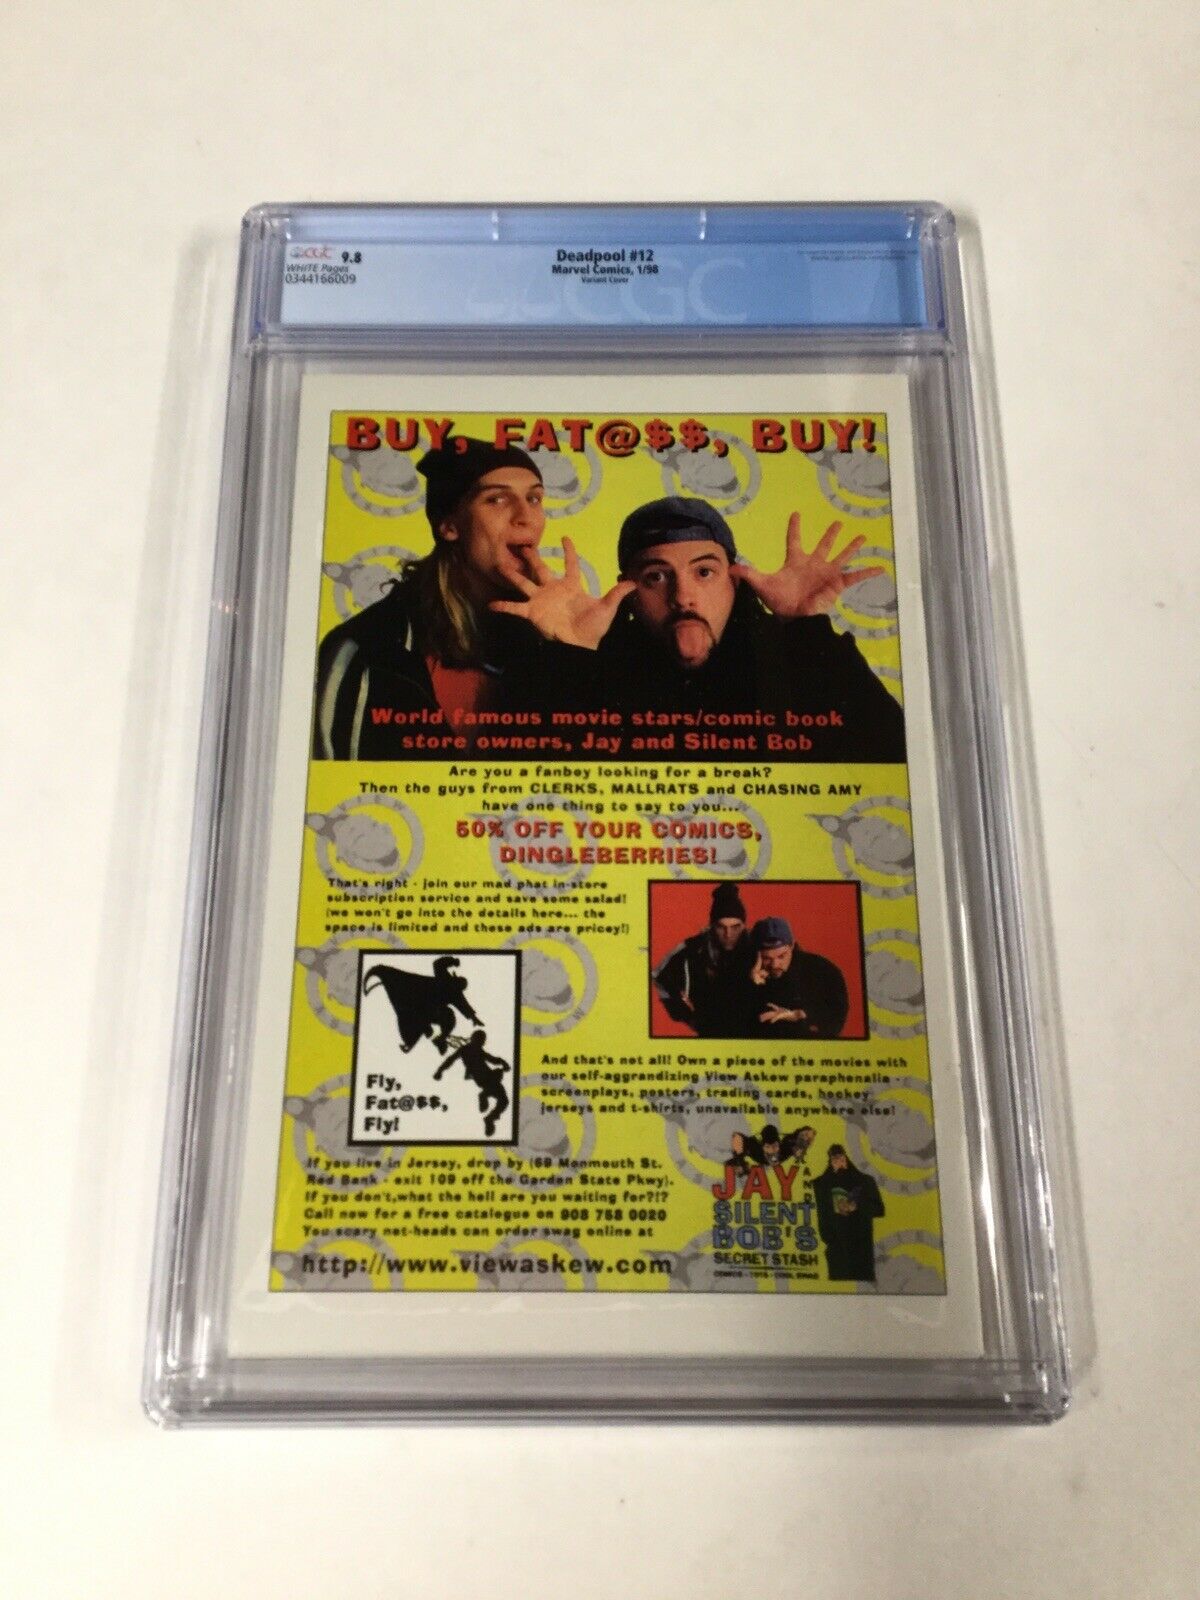 CGC 9.8
WHITE Pages
0344166009
Deadpool #12
Marvel Comics, 1/98
Variant Cover
CGC
BUY, FAT@$$, BUY!
World famous movie stars/comic book
store owners, Jay and Silent Bob
Are you a fanboy looking for a break?
Then the guys from CLERKS, MALLRATS and CHASING AMY
have one thing to say to you...
50% OFF YOUR COMICS,
DINGLEBERRIES!
That's right - join our mad phat in-store
subscription service and save some salad!
(we won't go into the details here... the
space is limited and these ads are pricey!)
Fly,
Fat@$$,
Fly!
And that's not all! Own a piece of the movies with
our self-aggrandizing View Askew paraphenalia -
screenplays, posters, trading cards, hockey
jerseys and t-shirts, unavailable anywhere else!
If you live in Jersey, drop by (69 Monmouth St.
Red Bank - exit 109 off the Garden State Pkwy).
If you don't,what the hell are you waiting for?!?
Call now for a free catalogue on 908 758 0020
You scary net-heads can order swag online at
http://www.viewaskew.com
JAY
AND
SILENT
BOB'S
SECRET STASH
COMICS - TOYS - COOL SWAG